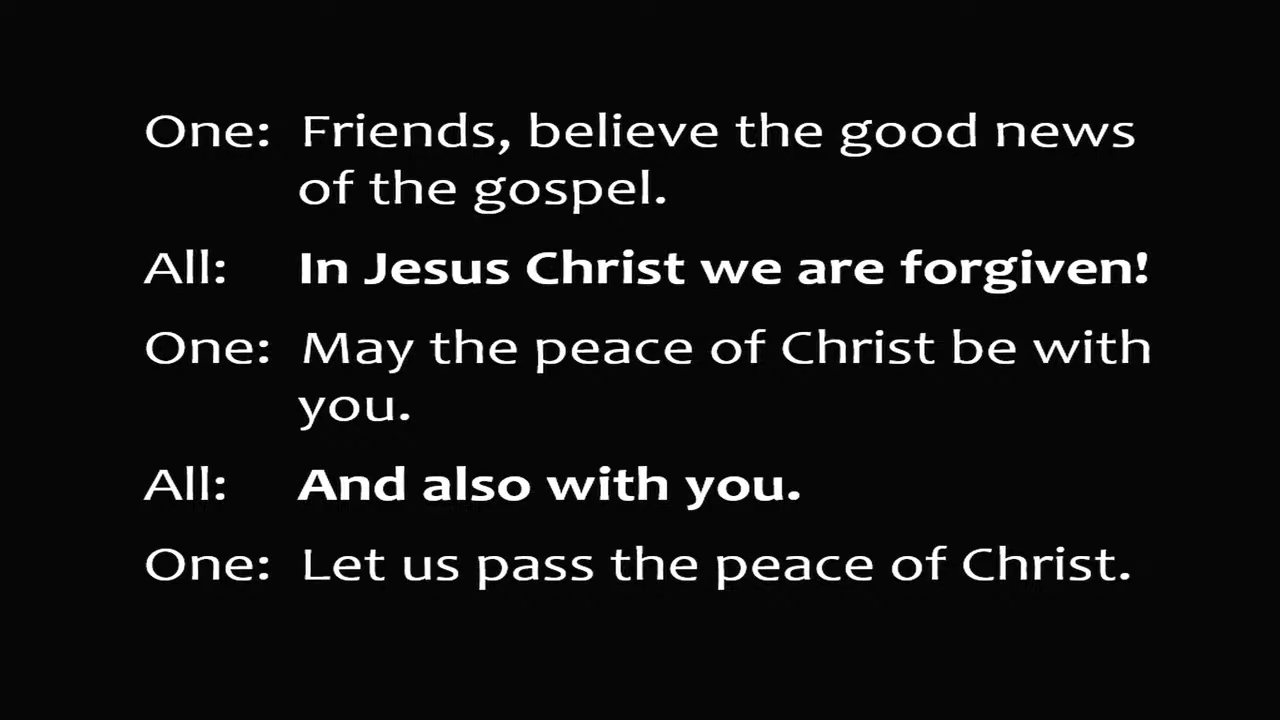 One: Friends, believe the good news
of the gospel.
All: In Jesus Christ we are forgiven!
One: May the peace of Christ be with
you.
All: And also with you.
One: Let us pass the peace of Christ.